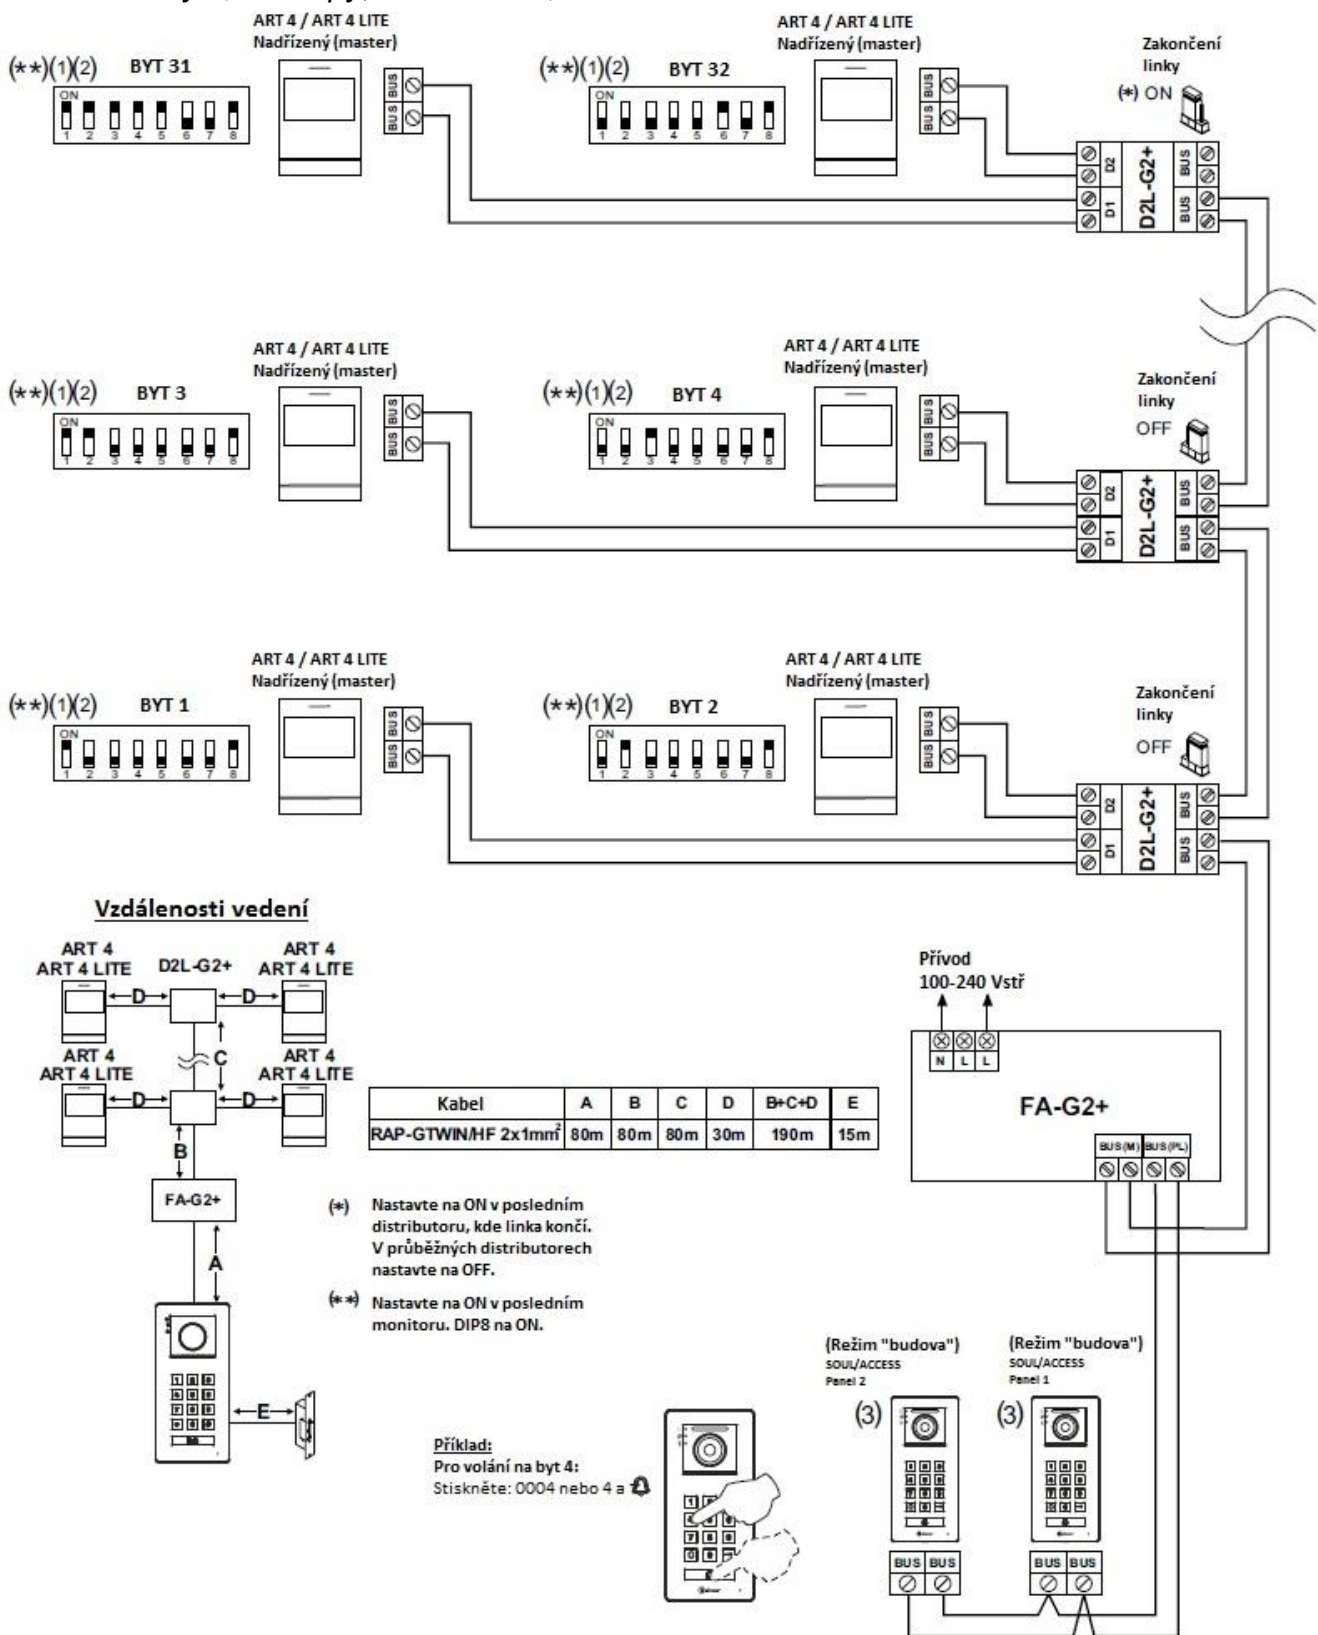 ART 4 / ART 4 LITE
Nadřízený (master)
(**)(1)(2) BYT 31
ON
1 2 3 4 5 6 7 8
BUS
BUS
ART 4 / ART 4 LITE
Nadřízený (master)
(**)(1)(2) BYT 32
ON
1 2 3 4 5 6 7 8
BUS
BUS
Zakončení
linky
(*) ON
D2
D1
D2L-G2+
BUS
BUS
ART 4 / ART 4 LITE
Nadřízený (master)
(**)(1)(2) BYT 3
ON
1 2 3 4 5 6 7 8
BUS
BUS
ART 4 / ART 4 LITE
Nadřízený (master)
(**)(1)(2) BYT 4
ON
1 2 3 4 5 6 7 8
BUS
BUS
Zakončení
linky
OFF
D2
D1
D2L-G2+
BUS
BUS
ART 4 / ART 4 LITE
Nadřízený (master)
(**)(1)(2) BYT 1
ON
1 2 3 4 5 6 7 8
BUS
BUS
ART 4 / ART 4 LITE
Nadřízený (master)
(**)(1)(2) BYT 2
ON
1 2 3 4 5 6 7 8
BUS
BUS
Zakončení
linky
OFF
D2
D1
D2L-G2+
BUS
BUS
Vzdálenosti vedení
ART 4
ART 4 LITE
D2L-G2+
ART 4
ART 4 LITE
D
D
C
ART 4
ART 4 LITE
ART 4
ART 4 LITE
D
D
B
FA-G2+
A
E
Kabel A B C D B+C+D E
RAP-GTWIN/HF 2x1mm² 80m 80m 80m 30m 190m 15m
(*) Nastavte na ON v posledním
distributoru, kde linka končí.
V průběžných distributorech
nastavte na OFF.
(**) Nastavte na ON v posledním
monitoru. DIP8 na ON.
Přívod
100-240 Vstř
N L L
FA-G2+
BUS(M) BUS(PL)
Příklad:
Pro volání na byt 4:
Stiskněte: 0004 nebo 4 a
(Režim "budova")
SOUL/ACCESS
Panel 2
(3)
BUS BUS
(Režim "budova")
SOUL/ACCESS
Panel 1
(3)
BUS BUS